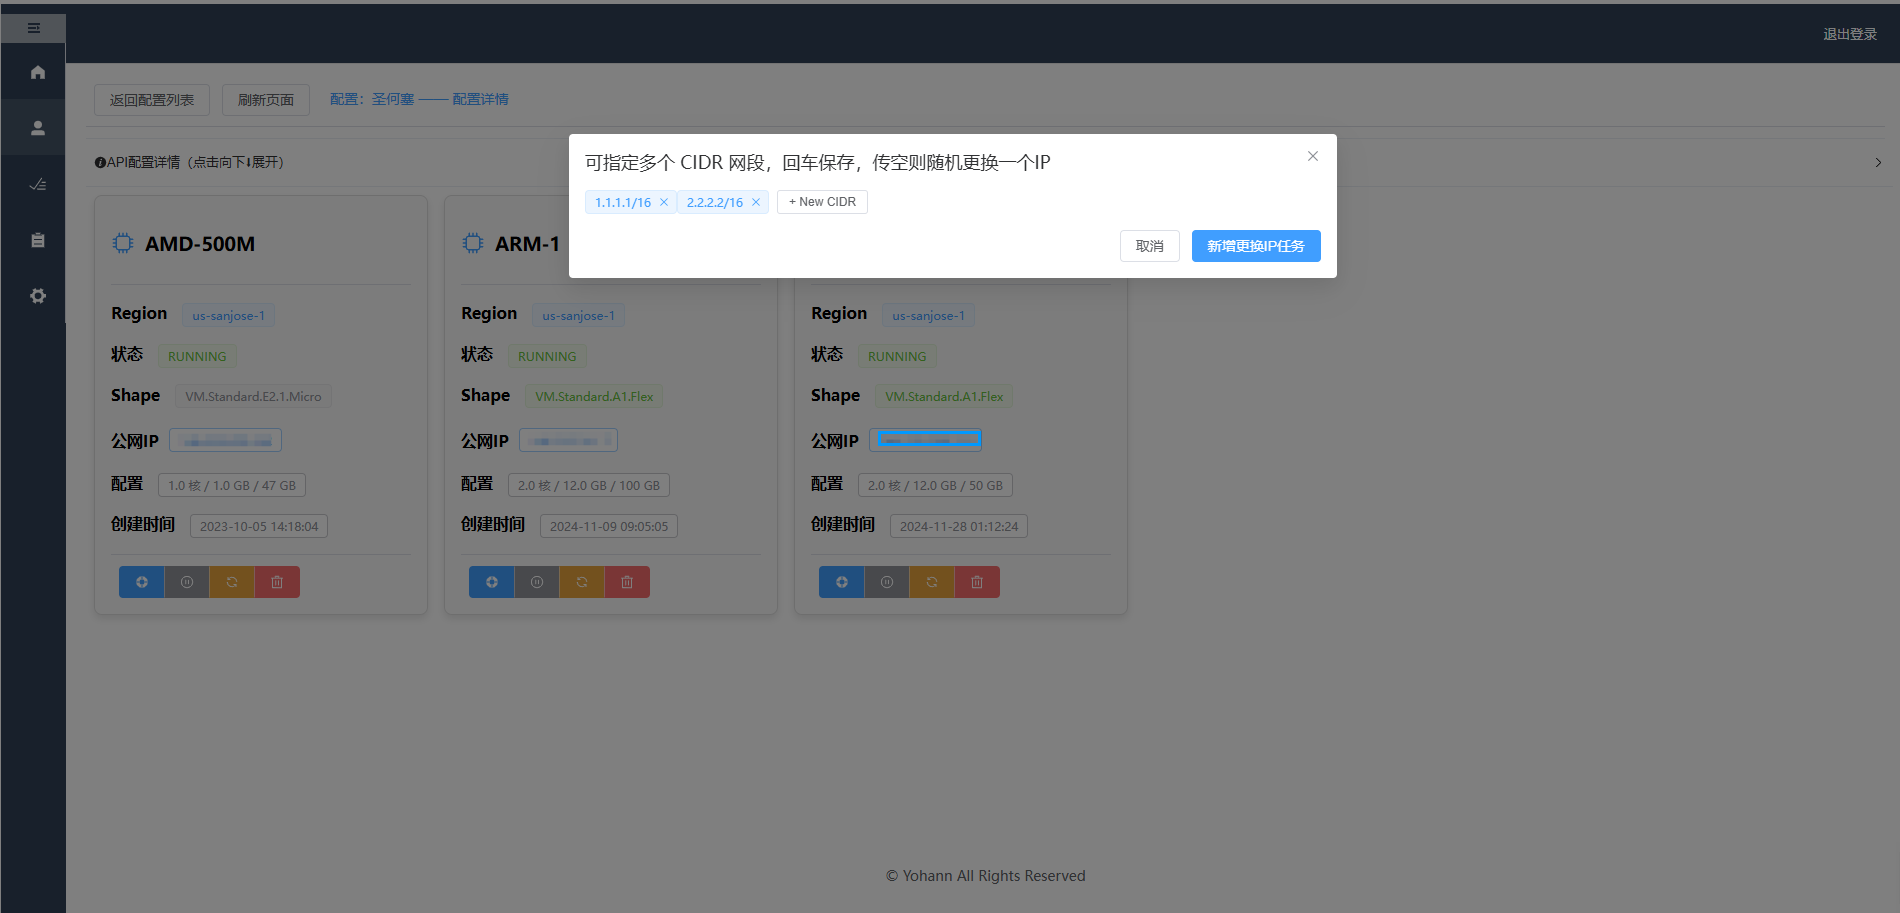 退出登录
返回配置列表 刷新页面 配置：圣何塞 —— 配置详情
API配置详情（点击向下⬇展开）
可指定多个 CIDR 网段，回车保存，传空则随机更换一个IP
1.1.1.1/16 2.2.2.2/16 + New CIDR
取消 新增更换IP任务
AMD-500M
Region us-sanjose-1
状态 RUNNING
Shape VM.Standard.E2.1.Micro
公网IP
配置 1.0 核 / 1.0 GB / 47 GB
创建时间 2023-10-05 14:18:04
ARM-1
Region us-sanjose-1
状态 RUNNING
Shape VM.Standard.A1.Flex
公网IP
配置 2.0 核 / 12.0 GB / 100 GB
创建时间 2024-11-09 09:05:05
Region us-sanjose-1
状态 RUNNING
Shape VM.Standard.A1.Flex
公网IP
配置 2.0 核 / 12.0 GB / 50 GB
创建时间 2024-11-28 01:12:24
© Yohann All Rights Reserved